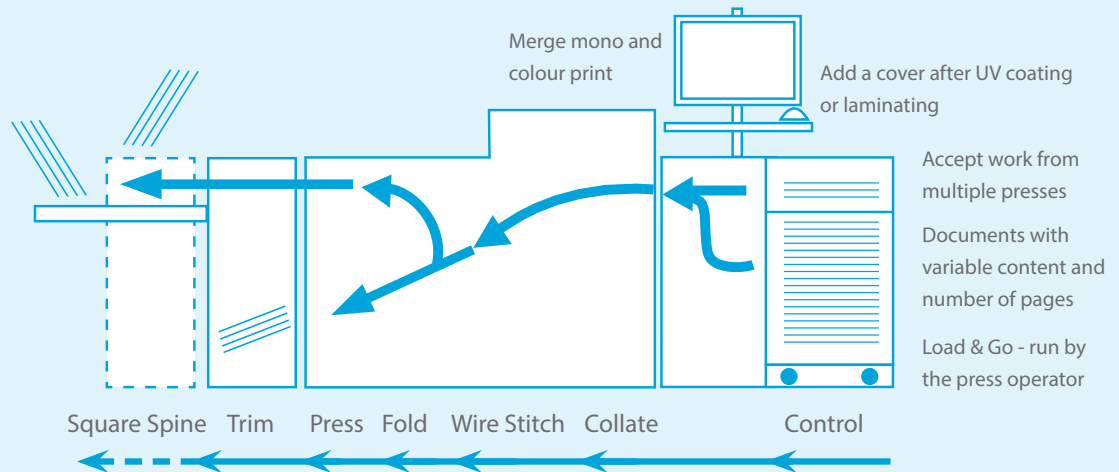 Merge mono and
colour print
Add a cover after UV coating
or laminating
Accept work from
multiple presses
Documents with
variable content and
number of pages
Load & Go - run by
the press operator
Square Spine Trim Press Fold Wire Stitch Collate Control